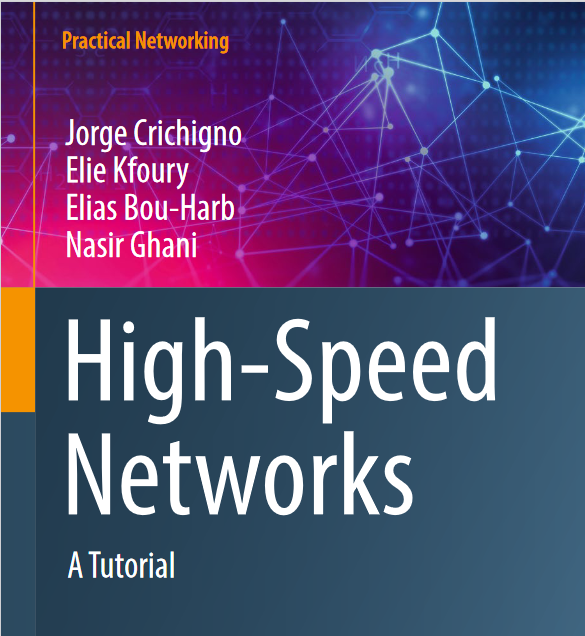 Practical Networking
Jorge Crichigno
Elie Kfoury
Elias Bou-Harb
Nasir Ghani
High-Speed
Networks
A Tutorial